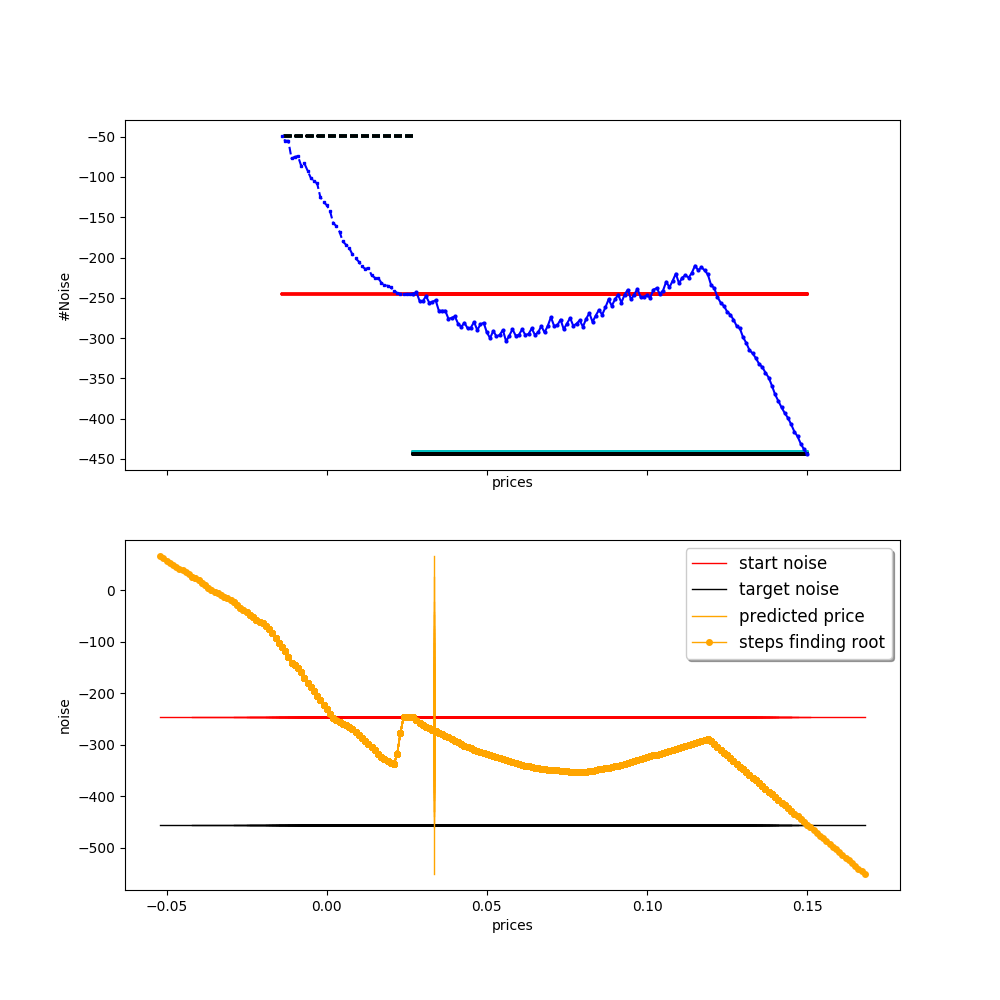 −50
−100
−150
−200
−250
−300
−350
−400
−450
#Noise
prices
0
−100
−200
−300
−400
−500
noise
start noise
target noise
predicted price
steps finding root
−0.05 0.00 0.05 0.10 0.15
prices